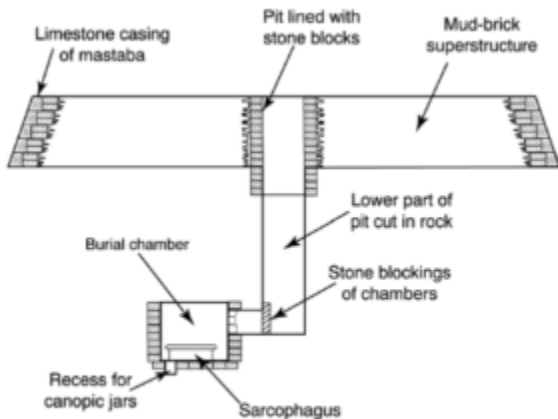 Limestone casing
of mastaba
Pit lined with
stone blocks
Mud-brick
superstructure
Lower part of
pit cut in rock
Burial chamber
Stone blockings
of chambers
Recess for
canopic jars
Sarcophagus